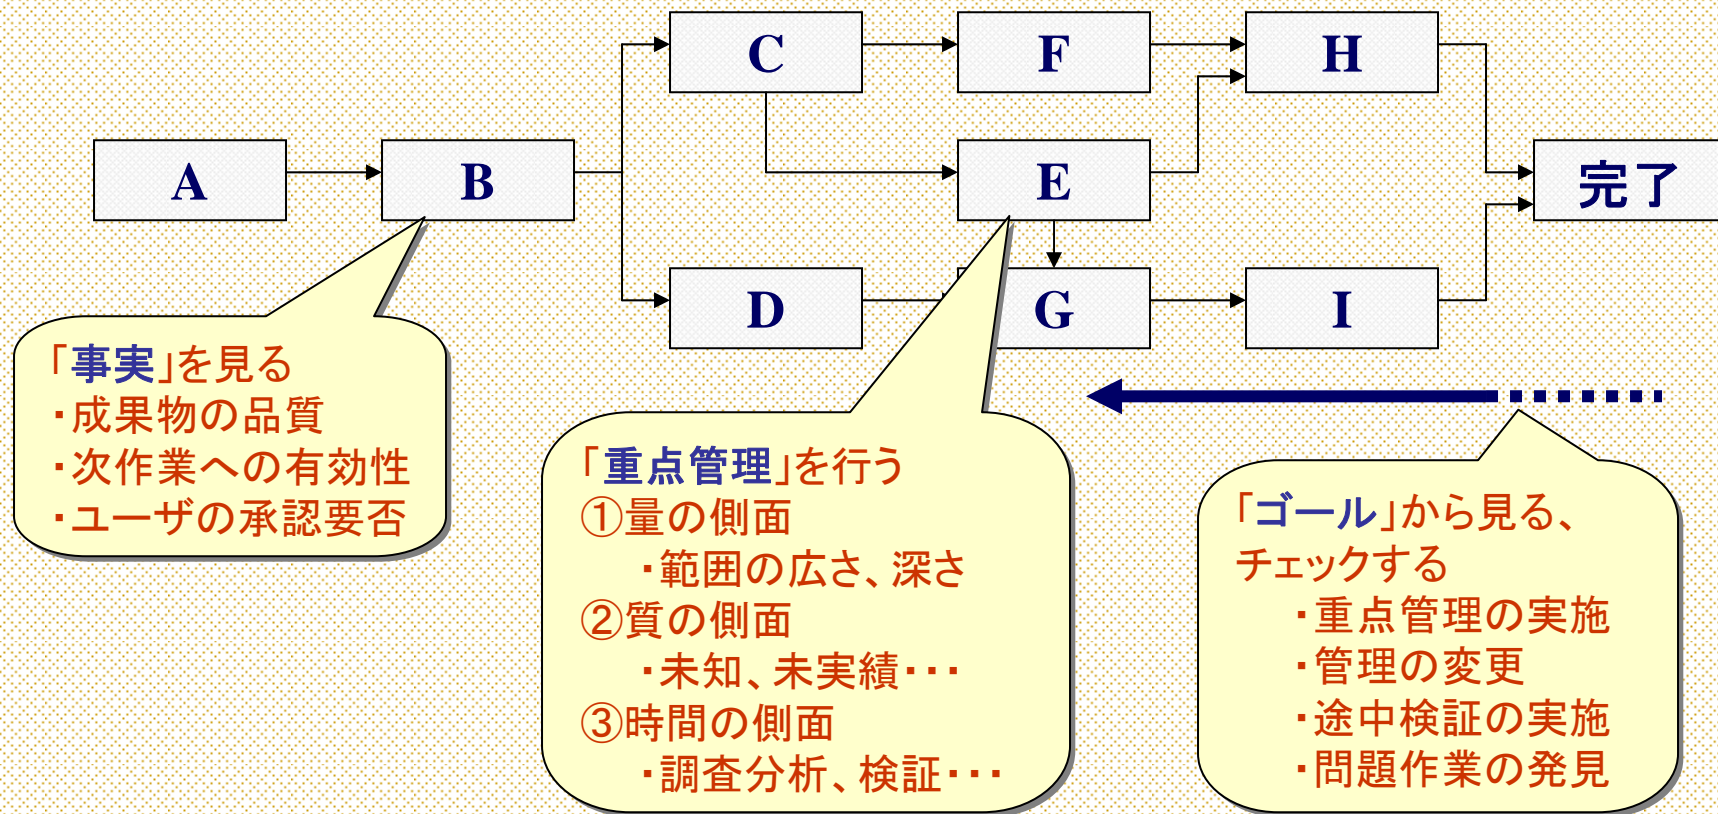 C
F
H
A
B
E
完了
D
G
I
「事実」を見る
・成果物の品質
・次作業への有効性
・ユーザの承認要否
「重点管理」を行う
①量の側面
・範囲の広さ、深さ
②質の側面
・未知、未実績・・・
③時間の側面
・調査分析、検証・・・
「ゴール」から見る、
チェックする
・重点管理の実施
・管理の変更
・途中検証の実施
・問題作業の発見